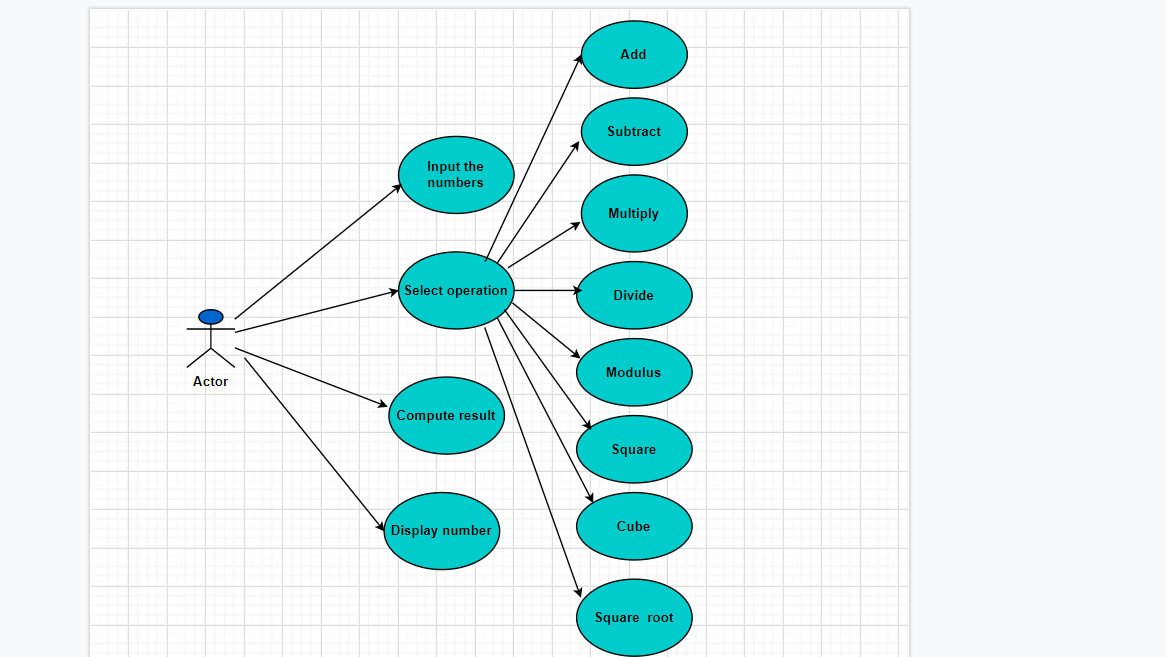 Add
Subtract
Input the
numbers
Multiply
Select operation
Divide
Actor
Modulus
Compute result
Square
Display number
Cube
Square root